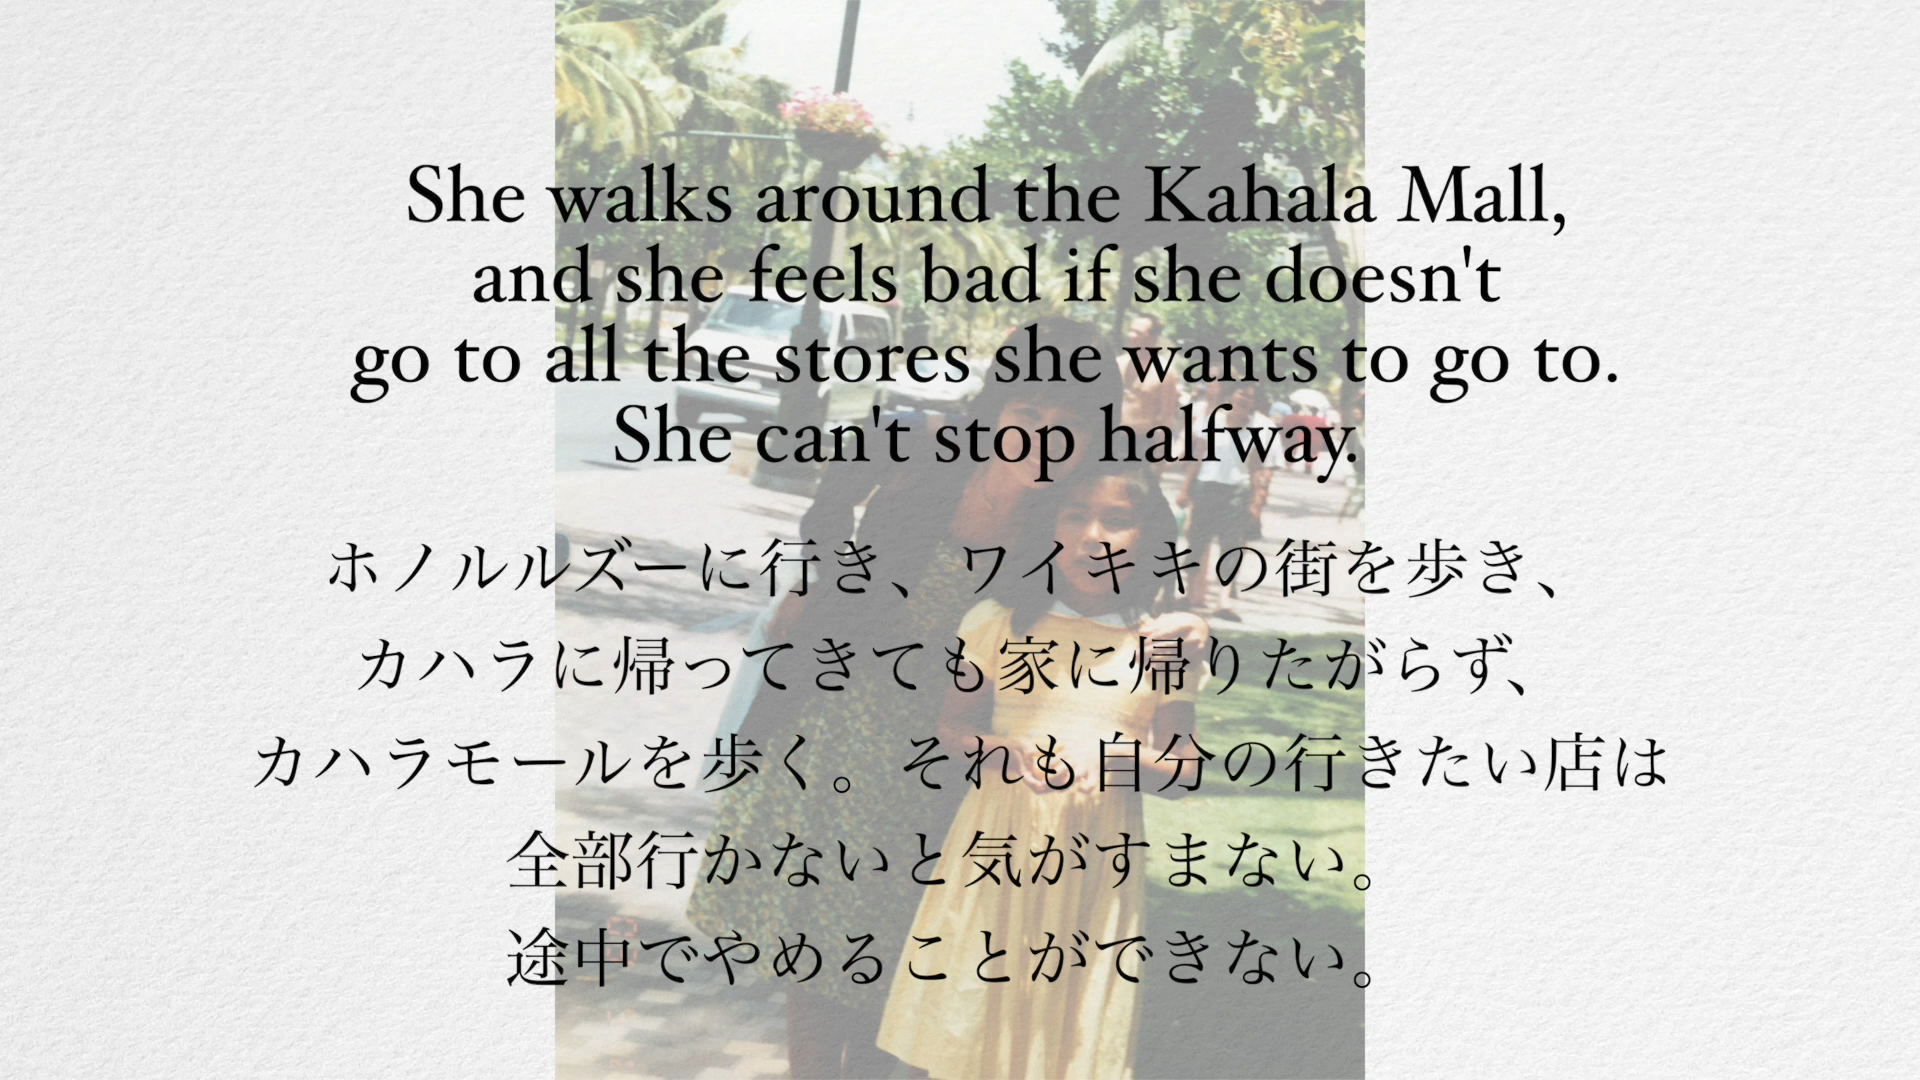 She walks around the Kahala Mall,
and she feels bad if she doesn't
go to all the stores she wants to go to.
She can't stop halfway.
ホノルルズーに行き、ワイキキの街を歩き、
カハラに帰ってきても家に帰りたがらず、
カハラモールを歩く。それも自分の行きたい店は
全部行かないと気がすまない。
途中でやめることができない。